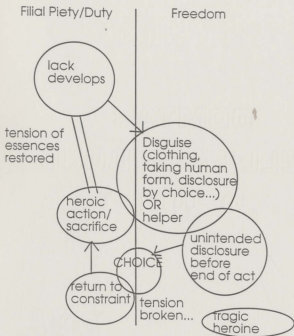 Filial Piety/Duty
Freedom
lack
develops
Disguise
(clothing,
taking human
form, disclosure
by choice...)
OR
helper
tension of
essences
restored
heroic
action/
sacrifice
unintended
disclosure
before
end of act
CHOICE
return to
constraint
tension
broken...
tragic
heroine